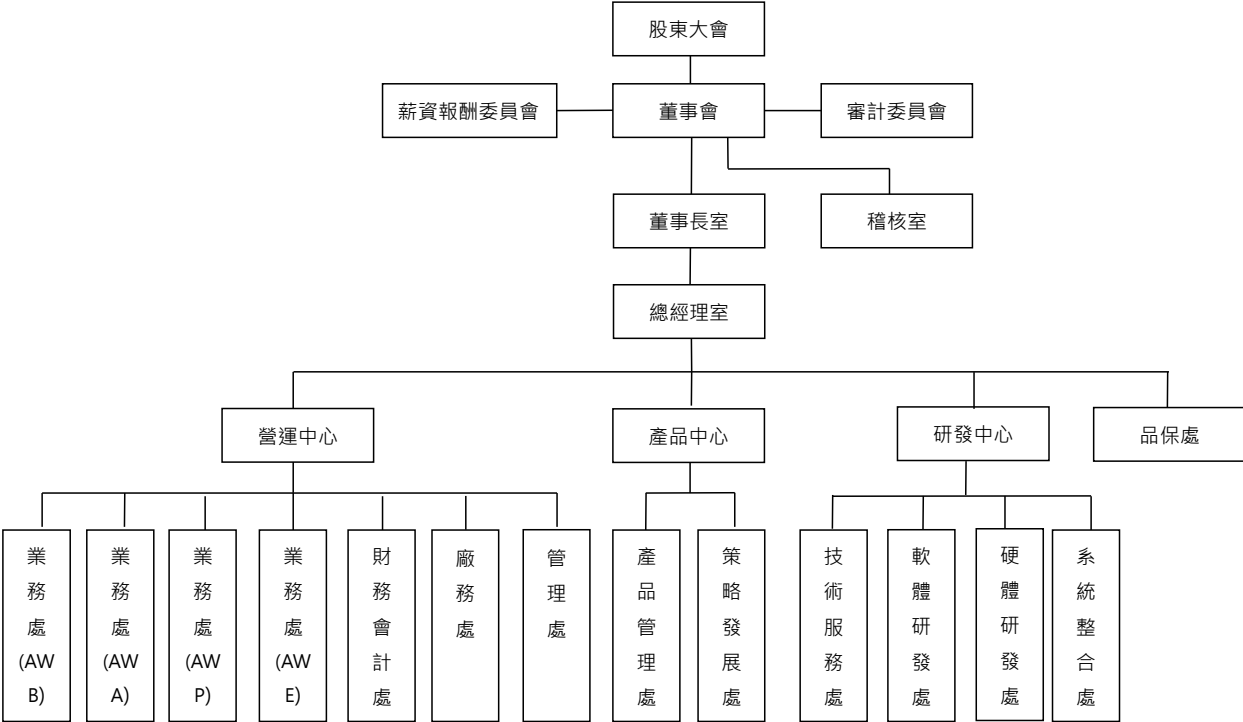 股東大會
薪資報酬委員會
董事會
審計委員會
董事長室
稽核室
總經理室
營運中心
產品中心
研發中心
品保處
業務處(AWB)
業務處(AWA)
業務處(AWP)
業務處(AWE)
財務會計處
廠務處
管理處
產品管理處
策略發展處
技術服務處
軟體研發處
硬體研發處
系統整合處